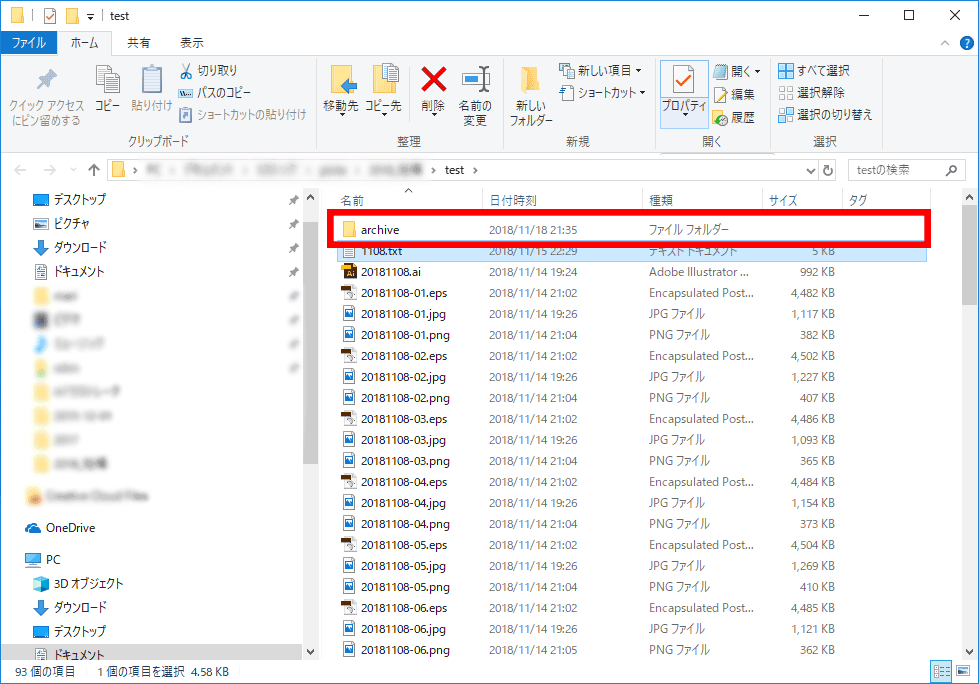 test
ファイル ホーム 共有 表示
クイック アクセス にピン留めする
コピー
貼り付け
切り取り
パスのコピー
ショートカットの貼り付け
クリップボード
移動先 コピー先 削除 名前の変更
整理
新しいフォルダー
新しい項目
ショートカット
新規
プロパティ
開く
編集
履歴
開く
すべて選択
選択解除
選択の切り替え
選択
PC test testの検索
名前 日付時刻 種類 サイズ タグ
デスクトップ
ピクチャ
ダウンロード
ドキュメント
Creative Cloud Files
OneDrive
PC
3D オブジェクト
ダウンロード
デスクトップ
ドキュメント
archive 2018/11/18 21:35 ファイル フォルダー
1108.txt 2018/11/15 22:29 テキスト ドキュメント 5 KB
20181108.ai 2018/11/14 19:24 Adobe Illustrator ... 992 KB
20181108-01.eps 2018/11/14 21:02 Encapsulated Post... 4,482 KB
20181108-01.jpg 2018/11/14 19:26 JPG ファイル 1,117 KB
20181108-01.png 2018/11/14 21:04 PNG ファイル 382 KB
20181108-02.eps 2018/11/14 21:02 Encapsulated Post... 4,502 KB
20181108-02.jpg 2018/11/14 19:26 JPG ファイル 1,227 KB
20181108-02.png 2018/11/14 21:04 PNG ファイル 407 KB
20181108-03.eps 2018/11/14 21:02 Encapsulated Post... 4,486 KB
20181108-03.jpg 2018/11/14 19:26 JPG ファイル 1,093 KB
20181108-03.png 2018/11/14 21:04 PNG ファイル 365 KB
20181108-04.eps 2018/11/14 21:02 Encapsulated Post... 4,484 KB
20181108-04.jpg 2018/11/14 19:26 JPG ファイル 1,154 KB
20181108-04.png 2018/11/14 21:04 PNG ファイル 373 KB
20181108-05.eps 2018/11/14 21:02 Encapsulated Post... 4,504 KB
20181108-05.jpg 2018/11/14 19:26 JPG ファイル 1,269 KB
20181108-05.png 2018/11/14 21:04 PNG ファイル 410 KB
20181108-06.eps 2018/11/14 21:02 Encapsulated Post... 4,485 KB
20181108-06.jpg 2018/11/14 19:26 JPG ファイル 1,121 KB
20181108-06.png 2018/11/14 21:05 PNG ファイル 362 KB
93 個の項目 1 個の項目を選択 4.58 KB